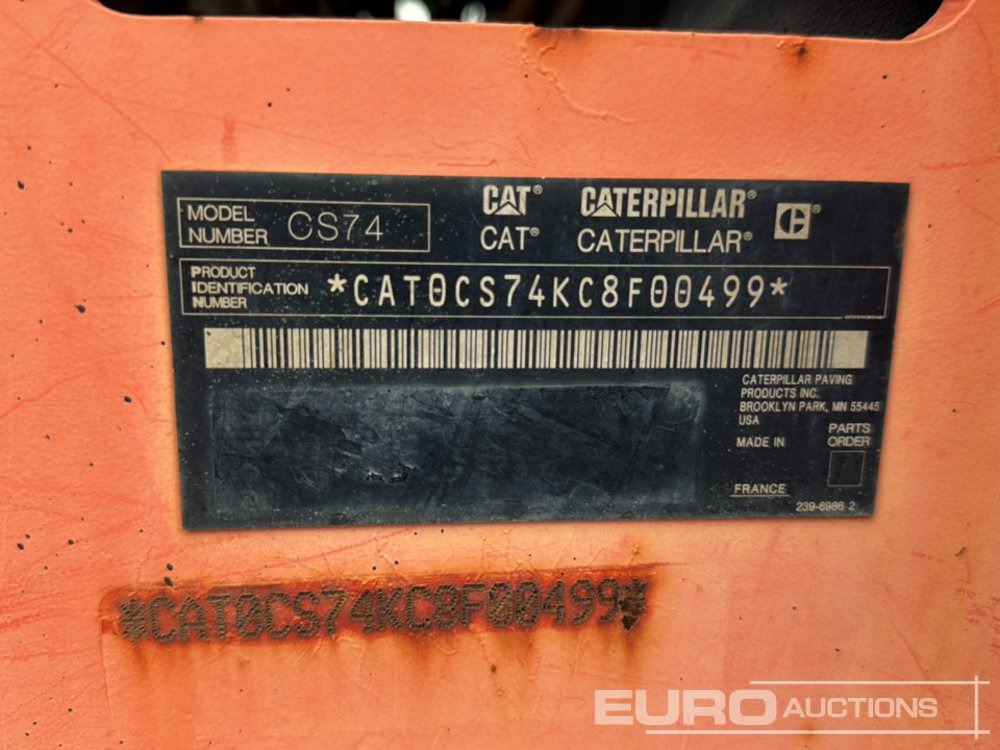 MODEL NUMBER CS74
CAT® CATERPILLAR® C®
CAT® CATERPILLAR®
PRODUCT IDENTIFICATION NUMBER *CAT0CS74KC8F00499*
CATERPILLAR PAVING
PRODUCTS INC.
BROOKLYN PARK, MN 55445
USA
MADE IN
PARTS
ORDER
FRANCE
239-6986 2
*CAT0CS74KC8F00499*
EURO AUCTIONS